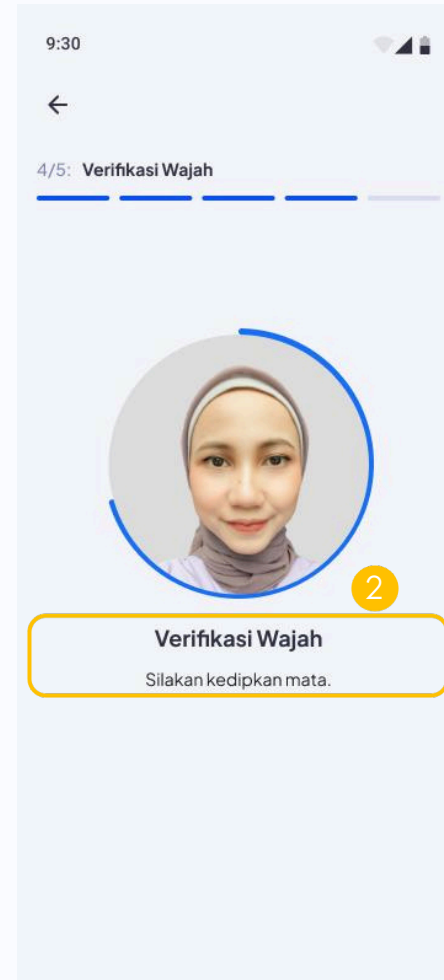 9:30
4/5: Verifikasi Wajah
2
Verifikasi Wajah
Silakan kedipkan mata.